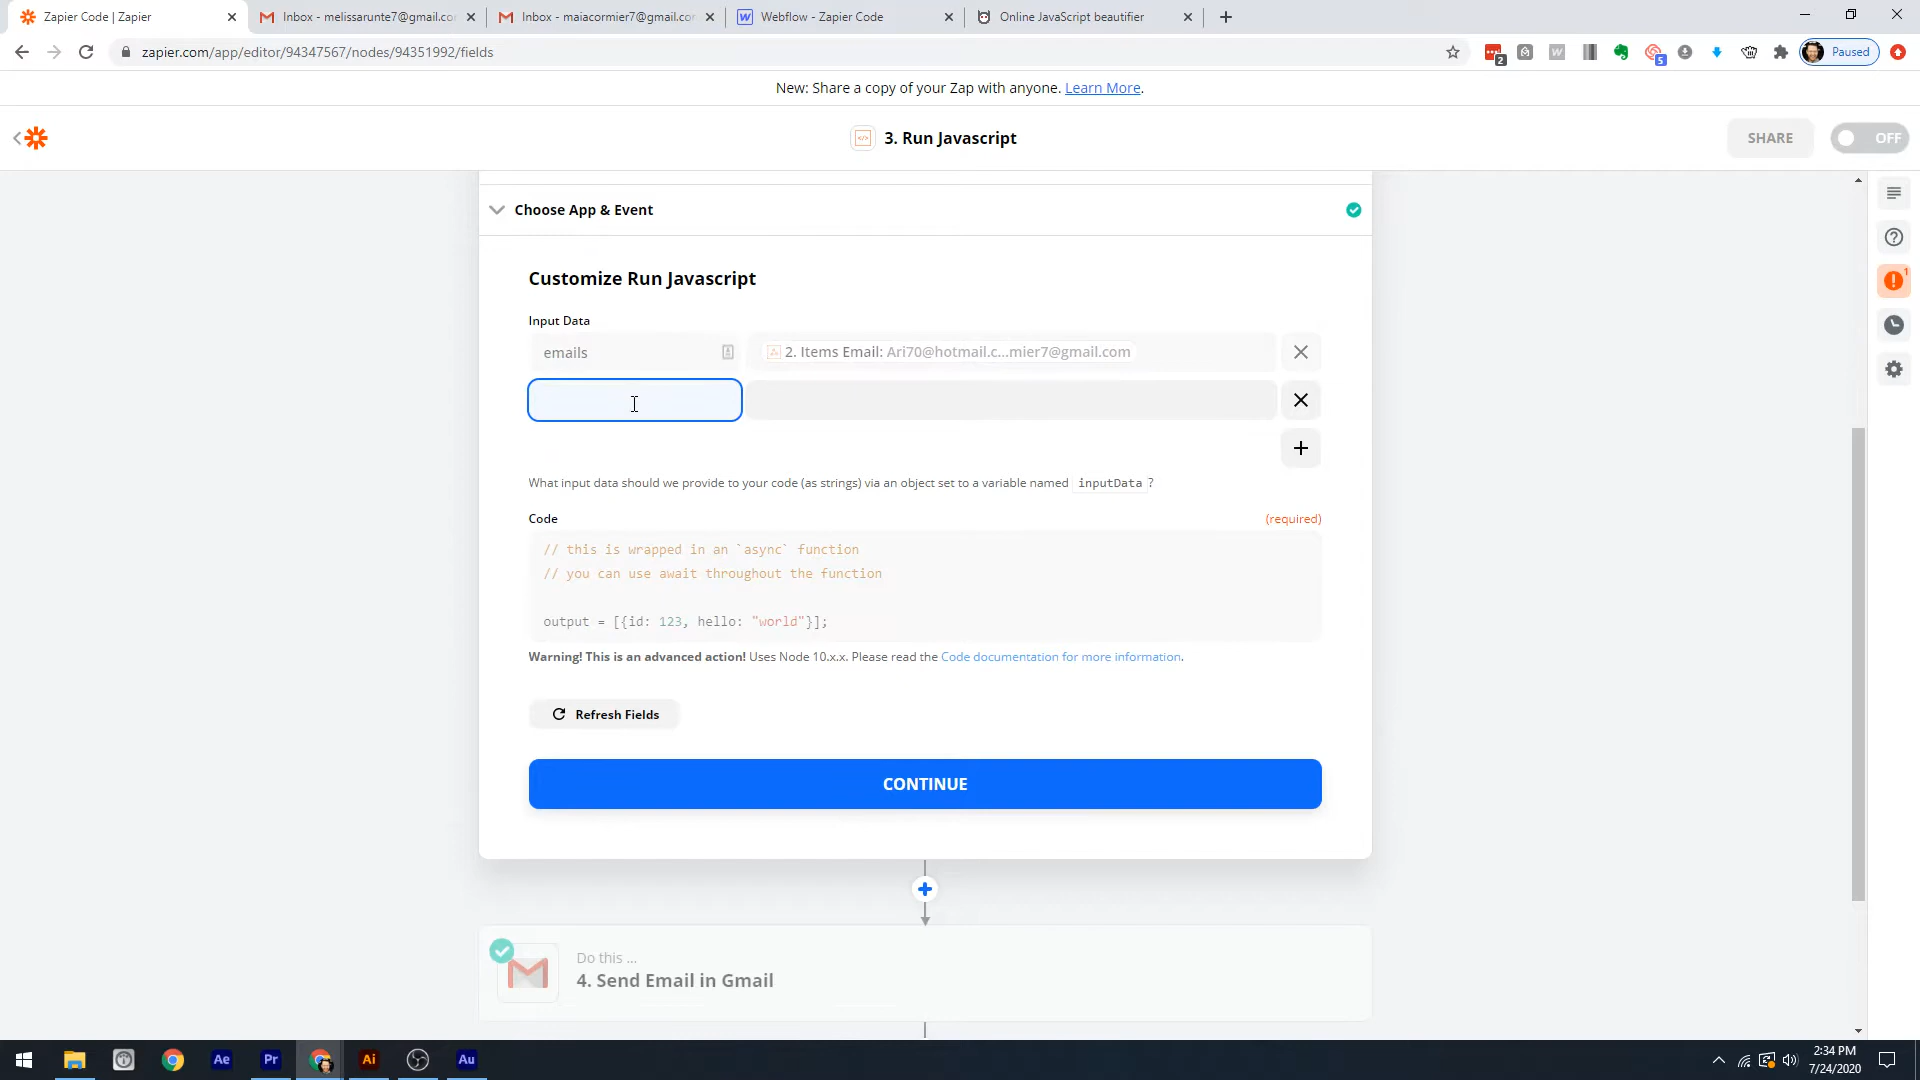 Zapier Code | Zapier
Inbox - melissarunte7@gmail.co
Inbox - maiacormier7@gmail.co
Webflow - Zapier Code
Online JavaScript beautifier
zapier.com/app/editor/94347567/nodes/94351992/fields
2
5
Paused
New: Share a copy of your Zap with anyone. Learn More.
3. Run Javascript
SHARE
OFF
Choose App & Event
1
Customize Run Javascript
Input Data
emails
2. Items Email: Ari70@hotmail.c...mier7@gmail.com
What input data should we provide to your code (as strings) via an object set to a variable named inputData ?
Code
(required)
// this is wrapped in an `async` function
// you can use await throughout the function
output = [{id: 123, hello: "world"}];
Warning! This is an advanced action! Uses Node 10.x.x. Please read the Code documentation for more information.
Refresh Fields
CONTINUE
Do this ...
4. Send Email in Gmail
Ae
Pr
Ai
Au
2:34 PM
7/24/2020